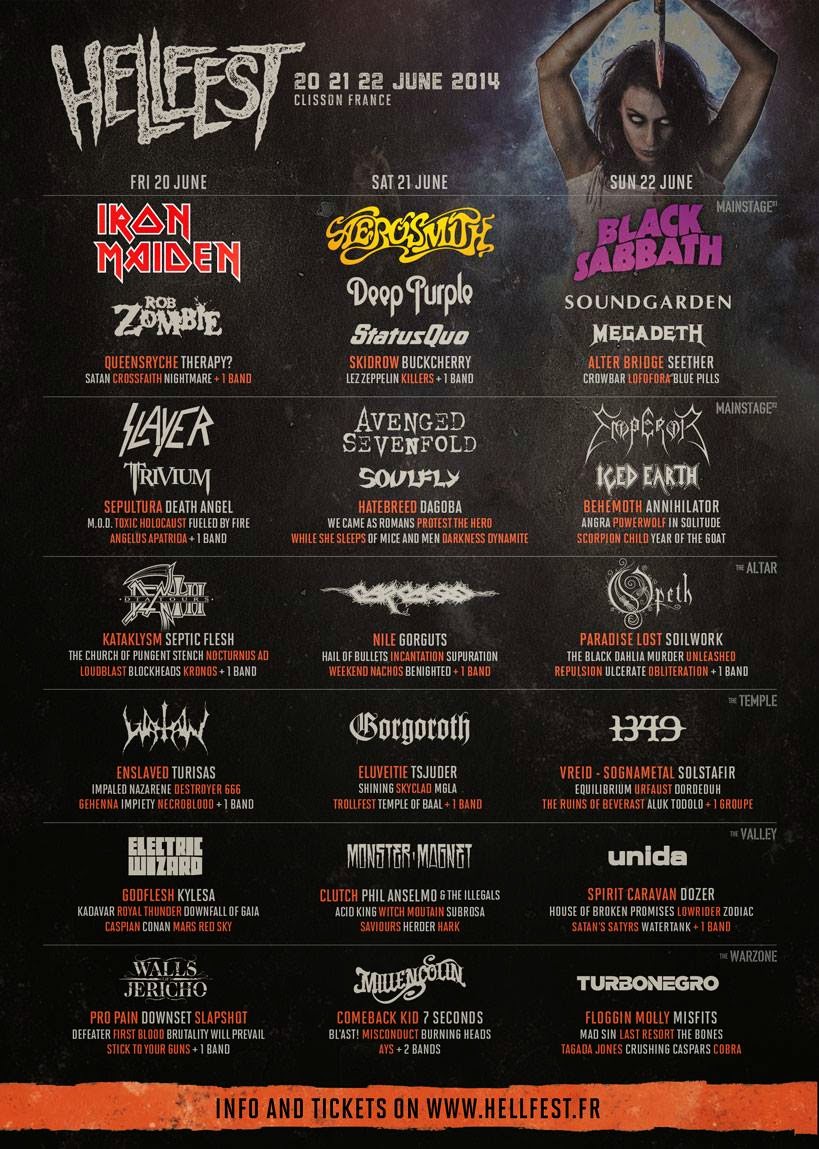 HELLFEST
20 21 22 JUNE 2014
CLISSON FRANCE
FRI 20 JUNE
SAT 21 JUNE
SUN 22 JUNE
MAINSTAGE 01
IRON MAIDEN
AEROSMITH
BLACK SABBATH
ROB ZOMBIE
Deep Purple
StatusQuo
SOUNDGARDEN
MEGADETH
QUEENSRYCHE THERAPY?
SATAN CROSSFAITH NIGHTMARE + 1 BAND
SKIDROW BUCKCHERRY
LEZ ZEPPELIN KILLERS + 1 BAND
ALTER BRIDGE SEETHER
CROWBAR LOFOFORA BLUE PILLS
MAINSTAGE 02
SLAYER
TRIVIUM
SEPULTURA DEATH ANGEL
M.O.D. TOXIC HOLOCAUST FUELED BY FIRE
ANGELUS APATRIDA + 1 BAND
AVENGED SEVENFOLD
SOULFLY
HATEBREED DAGOBA
WE CAME AS ROMANS PROTEST THE HERO
WHILE SHE SLEEPS OF MICE AND MEN DARKNESS DYNAMITE
EMPEROR
ICED EARTH
BEHEMOTH ANNIHILATOR
ANGRA POWERWOLF IN SOLITUDE
SCORPION CHILD YEAR OF THE GOAT
THE ALTAR
DEATH
DTA TOURS
KATAKLYSM SEPTIC FLESH
THE CHURCH OF PUNGENT STENCH NOCTURNUS AD
LOUDBLAST BLOCKHEADS KRONOS + 1 BAND
CARCASS
NILE GORGUTS
HAIL OF BULLETS INCANTATION SUPURATION
WEEKEND NACHOS BENIGHTED + 1 BAND
Opeth
PARADISE LOST SOILWORK
THE BLACK DAHLIA MURDER UNLEASHED
REPULSION ULCERATE OBLITERATION + 1 BAND
THE TEMPLE
WATAIN
ENSLAVED TURISAS
IMPALED NAZARENE DESTROYER 666
GEHENNA IMPIETY NECROBLOOD + 1 BAND
Gorgoroth
ELUVEITIE TSJUDER
SHINING SKYCLAD MGLA
TROLLFEST TEMPLE OF BAAL + 1 BAND
1349
VREID - SOGNAMETAL SOLSTAFIR
EQUILIBRIUM URFAUST DORDEDUH
THE RUINS OF BEVERAST ALUK TODOLO + 1 GROUPE
THE VALLEY
ELECTRIC WIZARD
GODFLESH KYLESA
KADAVAR ROYAL THUNDER DOWNFALL OF GAIA
CASPIAN CONAN MARS RED SKY
MONSTER MAGNET
CLUTCH PHIL ANSELMO & THE ILLEGALS
ACID KING WITCH MOUTAIN SUBROSA
SAVIOURS HERDER HARK
unida
SPIRIT CARAVAN DOZER
HOUSE OF BROKEN PROMISES LOWRIDER ZODIAC
SATAN'S SATYRS WATERTANK + 1 BAND
THE WARZONE
WALLS OF JERICHO
PRO PAIN DOWNSET SLAPSHOT
DEFEATER FIRST BLOOD BRUTALITY WILL PREVAIL
STICK TO YOUR GUNS + 1 BAND
MILLENCOLIN
COMEBACK KID 7 SECONDS
BL'AST! MISCONDUCT BURNING HEADS
AYS + 2 BANDS
TURBONEGRO
FLOGGIN MOLLY MISFITS
MAD SIN LAST RESORT THE BONES
TAGADA JONES CRUSHING CASPARS COBRA
INFO AND TICKETS ON WWW.HELLFEST.FR